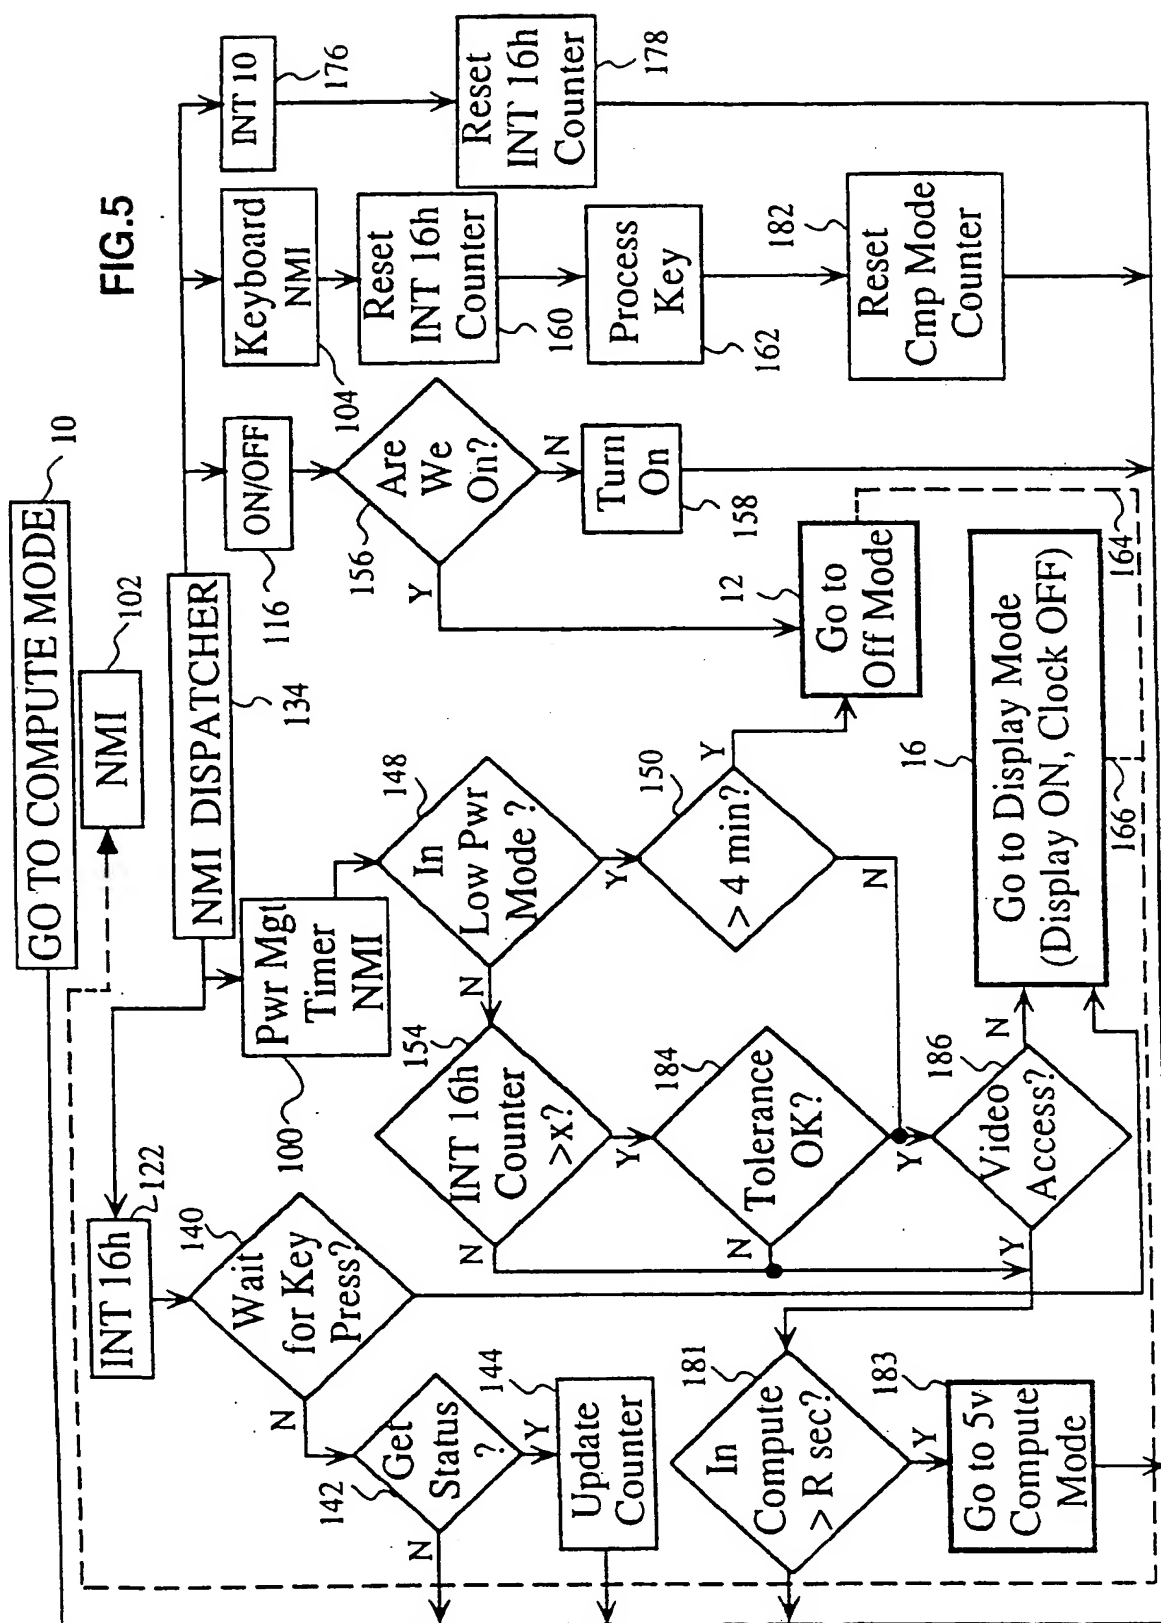 FIG.5
GO TO COMPUTE MODE
10
NMI
102
NMI DISPATCHER
134
INT 16h
122
Wait
for Key
Press?
140
N
Get
Status
?
142
N
Y
Update
Counter
144
Pwr Mgt
Timer
NMI
100
In
Low Pwr
Mode ?
148
N
Y
INT 16h
Counter
>x?
154
N
Y
> 4 min?
150
Y
N
Tolerance
OK?
184
N
Y
Video
Access?
186
N
Y
In
Compute
> R sec?
181
Y
Go to 5v
Compute
Mode
183
ON/OFF
116
Are
We
On?
156
Y
N
Turn
On
158
Go to
Off Mode
12
164
Go to Display Mode
(Display ON, Clock OFF)
16
166
Keyboard
NMI
104
Reset
INT 16h
Counter
160
Process
Key
162
Reset
Cmp Mode
Counter
182
INT 10
176
Reset
INT 16h
Counter
178